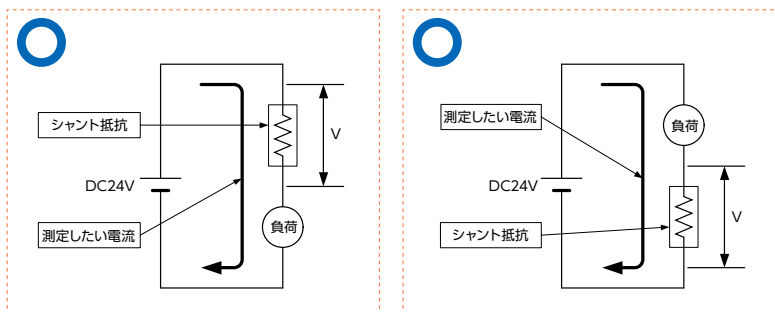 シャント抵抗
V
DC24V
測定したい電流
負荷
測定したい電流
負荷
DC24V
V
シャント抵抗